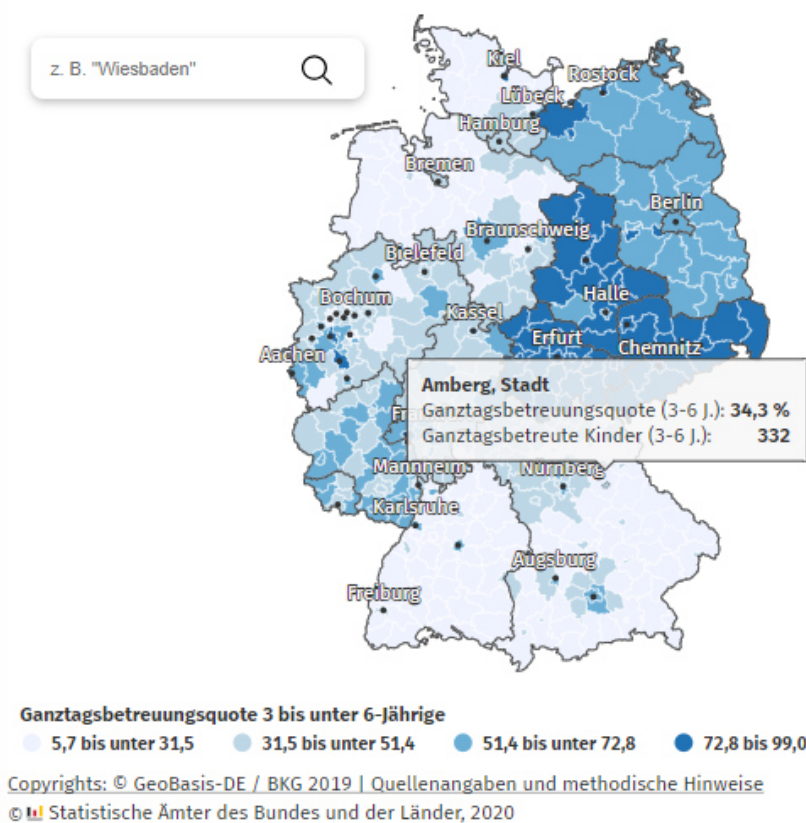 z. B. "Wiesbaden"
Kiel
Rostock
Lübeck
Hamburg
Bremen
Berlin
Braunschweig
Bielefeld
Halle
Bochum
Kassel
Erfurt
Chemnitz
Aachen
Amberg, Stadt
Ganztagsbetreuungsquote (3-6 J.): 34,3 %
Ganztagsbetreute Kinder (3-6 J.): 332
Mannheim
Nürnberg
Karlsruhe
Augsburg
Freiburg
Ganztagsbetreuungsquote 3 bis unter 6-Jährige
5,7 bis unter 31,5 31,5 bis unter 51,4 51,4 bis unter 72,8 72,8 bis 99,0
Copyrights: © GeoBasis-DE / BKG 2019 | Quellenangaben und methodische Hinweise
© Statistische Ämter des Bundes und der Länder, 2020